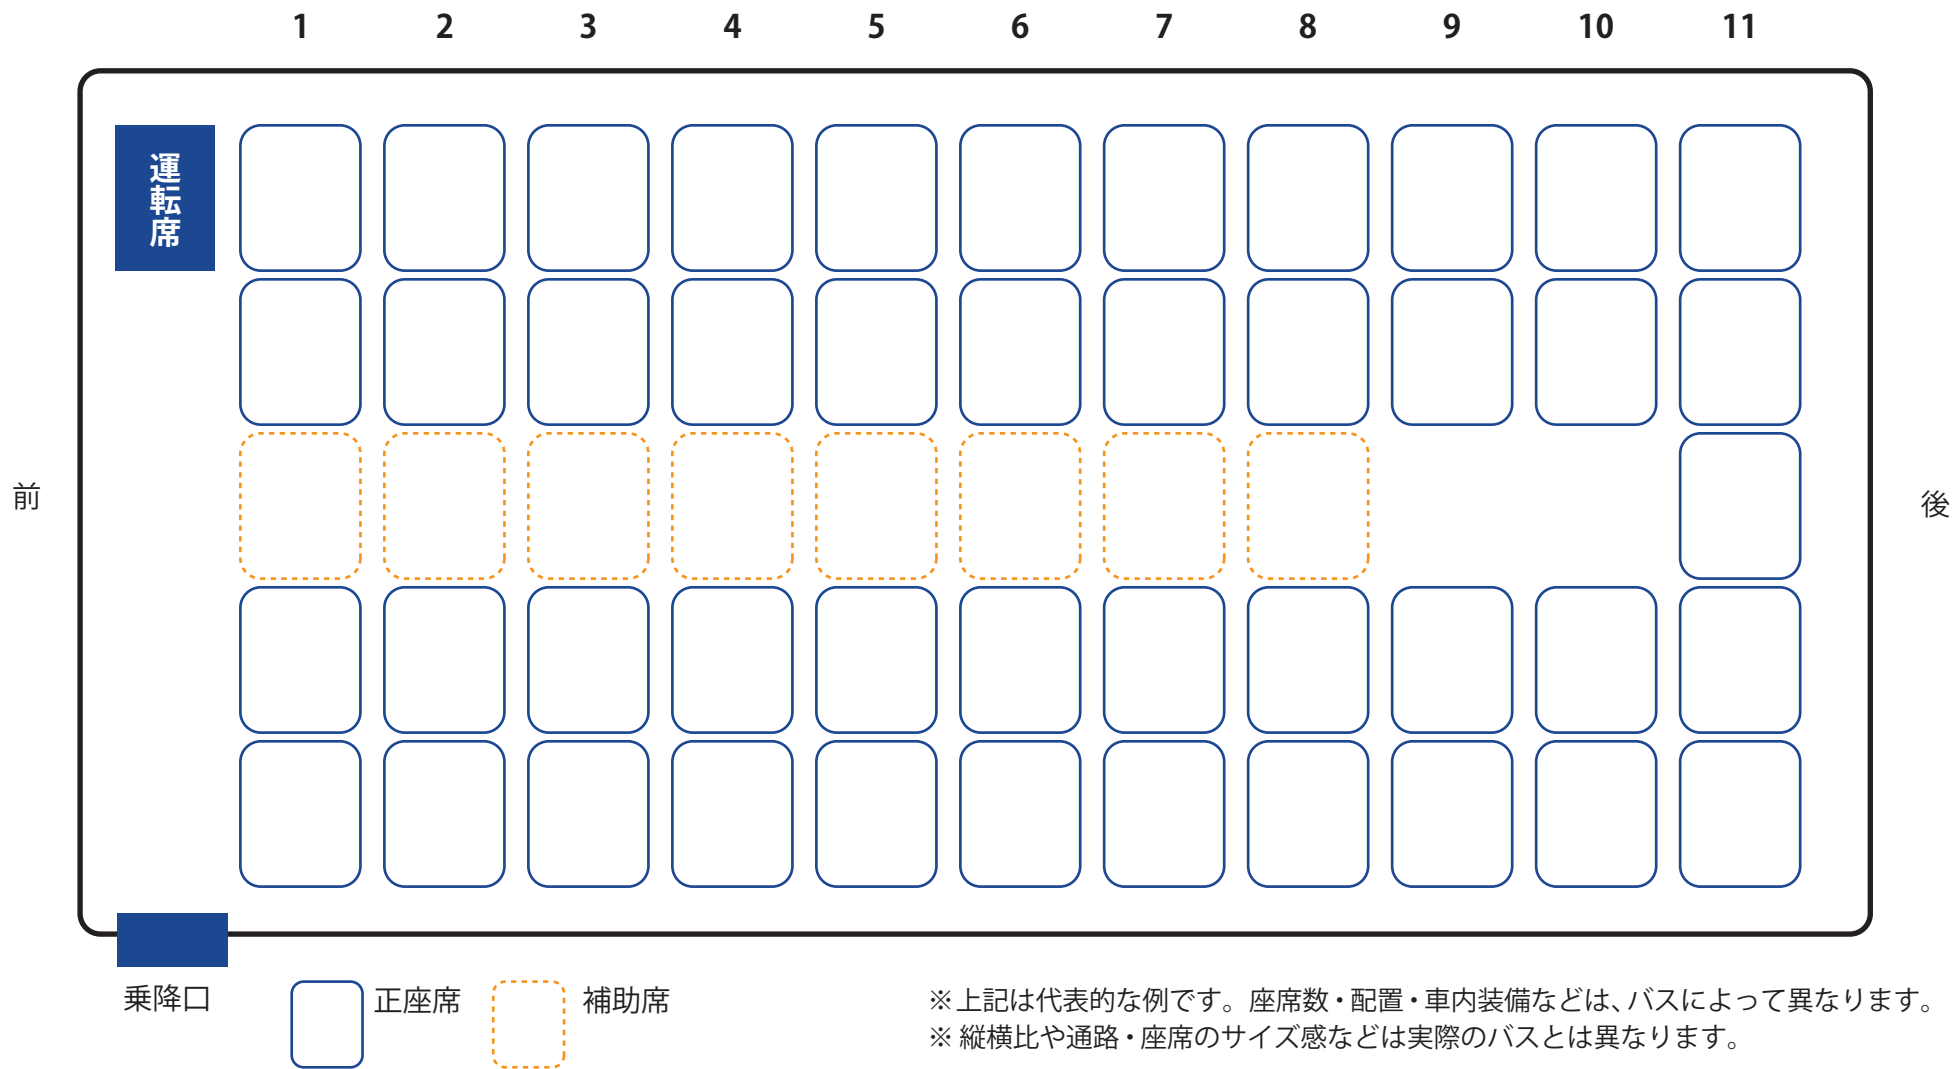 1 2 3 4 5 6 7 8 9 10 11
運転席
前
後
乗降口
正座席
補助席
※上記は代表的な例です。座席数・配置・車内装備などは、バスによって異なります。
※縦横比や通路・座席のサイズ感などは実際のバスとは異なります。